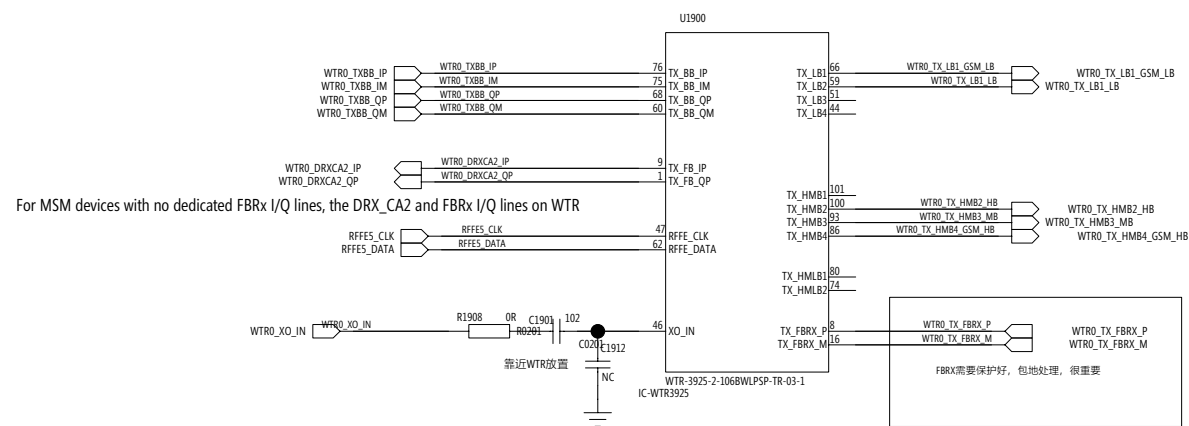 U1900
WTR0_TXBB_IP WTR0_TXBB_IP 76 TX_BB_IP TX_LB1 66 WTR0_TX_LB1_GSM_LB WTR0_TX_LB1_GSM_LB
WTR0_TXBB_IM WTR0_TXBB_IM 75 TX_BB_IM TX_LB2 59 WTR0_TX_LB1_LB WTR0_TX_LB1_LB
WTR0_TXBB_QP WTR0_TXBB_QP 68 TX_BB_QP TX_LB3 51
WTR0_TXBB_QM WTR0_TXBB_QM 60 TX_BB_QM TX_LB4 44
WTR0_DRXCA2_IP WTR0_DRXCA2_IP 9 TX_FB_IP
WTR0_DRXCA2_QP WTR0_DRXCA2_QP 1 TX_FB_QP
TX_HMB1 101
For MSM devices with no dedicated FBRx I/Q lines, the DRX_CA2 and FBRx I/Q lines on WTR
TX_HMB2 100 WTR0_TX_HMB2_HB WTR0_TX_HMB2_HB
TX_HMB3 93 WTR0_TX_HMB3_MB WTR0_TX_HMB3_MB
RFFE5_CLK RFFE5_CLK 47 RFFE_CLK TX_HMB4 86 WTR0_TX_HMB4_GSM_HB WTR0_TX_HMB4_GSM_HB
RFFE5_DATA RFFE5_DATA 62 RFFE_DATA
TX_HMLB1 80
TX_HMLB2 74
WTR0_XO_IN WTR0_XO_IN R1908 0R R0201 C1901 102 C0201 46 XO_IN TX_FBRX_P 8 WTR0_TX_FBRX_P WTR0_TX_FBRX_P
C1912 TX_FBRX_M 16 WTR0_TX_FBRX_M WTR0_TX_FBRX_M
靠近WTR放置
NC
FBRX需要保护好，包地处理，很重要
WTR-3925-2-106BWLPSP-TR-03-1
IC-WTR3925